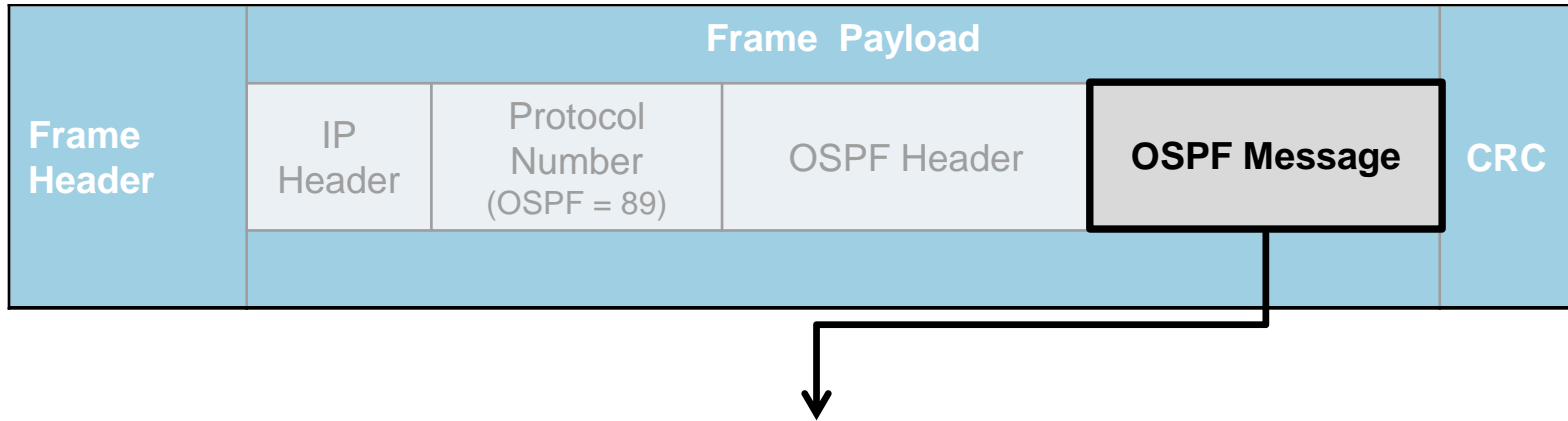 Frame Payload
Frame
Header
IP
Header
Protocol
Number
(OSPF = 89)
OSPF Header
OSPF Message
CRC